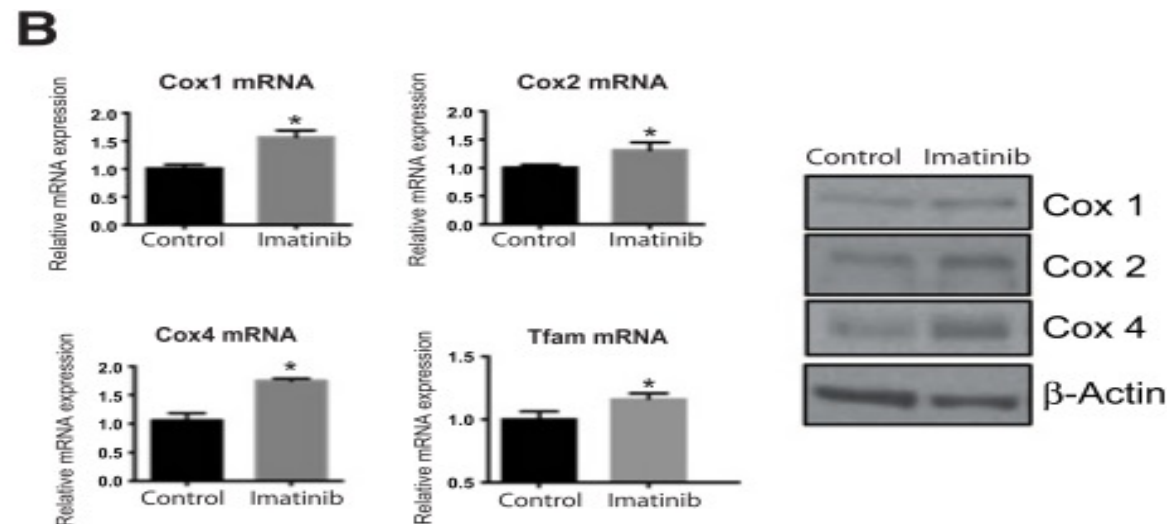 B
Cox1 mRNA
Relative mRNA expression
2.0
1.5
1.0
0.5
0.0
Control Imatinib
*
Cox2 mRNA
Relative mRNA expression
2.0
1.5
1.0
0.5
0.0
Control Imatinib
*
Cox4 mRNA
Relative mRNA expression
2.0
1.5
1.0
0.5
0.0
Control Imatinib
*
Tfam mRNA
Relative mRNA expression
1.5
1.0
0.5
Control Imatinib
*
Control Imatinib
Cox 1
Cox 2
Cox 4
β-Actin